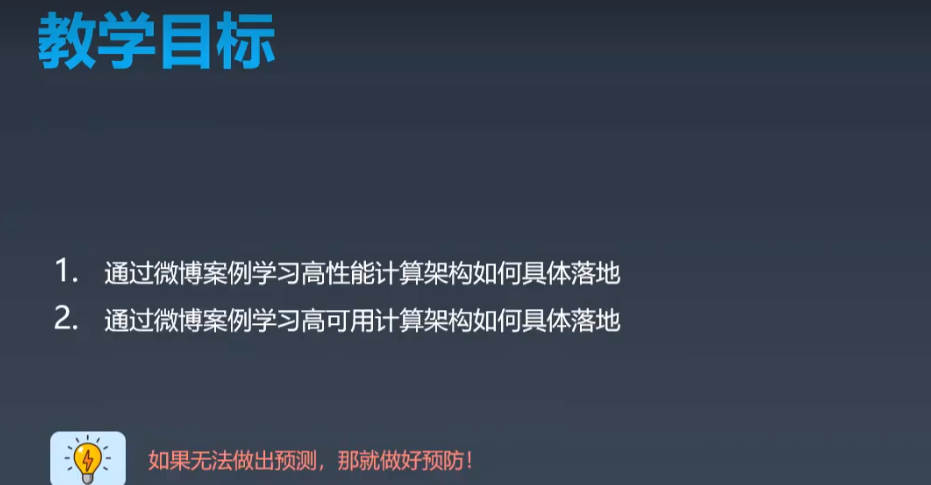 教学目标
1. 通过微博案例学习高性能计算架构如何具体落地
2. 通过微博案例学习高可用计算架构如何具体落地
如果无法做出预测，那就做好预防！